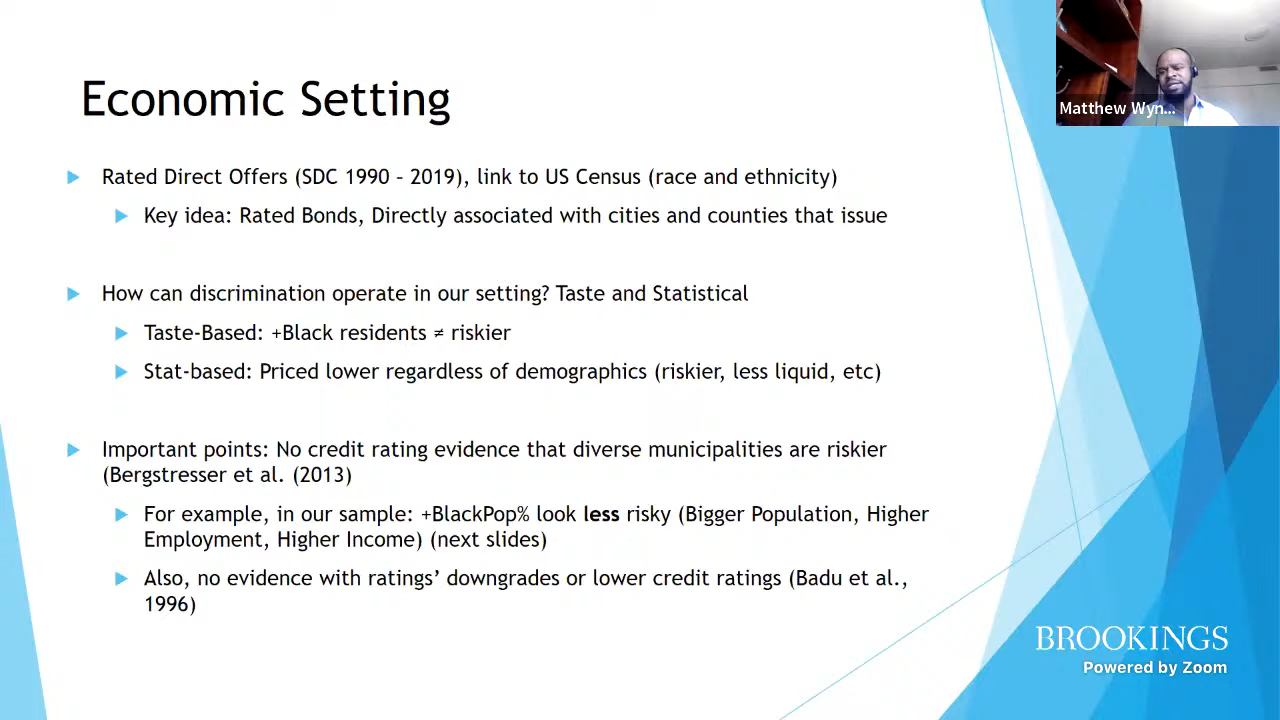 Economic Setting
Matthew Wyn...
Rated Direct Offers (SDC 1990 – 2019), link to US Census (race and ethnicity)
Key idea: Rated Bonds, Directly associated with cities and counties that issue
How can discrimination operate in our setting? Taste and Statistical
Taste-Based: +Black residents ≠ riskier
Stat-based: Priced lower regardless of demographics (riskier, less liquid, etc)
Important points: No credit rating evidence that diverse municipalities are riskier
(Bergstresser et al. (2013)
For example, in our sample: +BlackPop% look less risky (Bigger Population, Higher
Employment, Higher Income) (next slides)
Also, no evidence with ratings’ downgrades or lower credit ratings (Badu et al.,
1996)
BROOKINGS
Powered by Zoom